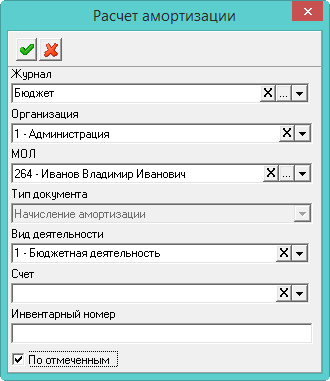 Расчет амортизации
Журнал
Бюджет
Организация
1 - Администрация
МОЛ
264 - Иванов Владимир Иванович
Тип документа
Начисление амортизации
Вид деятельности
1 - Бюджетная деятельность
Счет
Инвентарный номер
По отмеченным